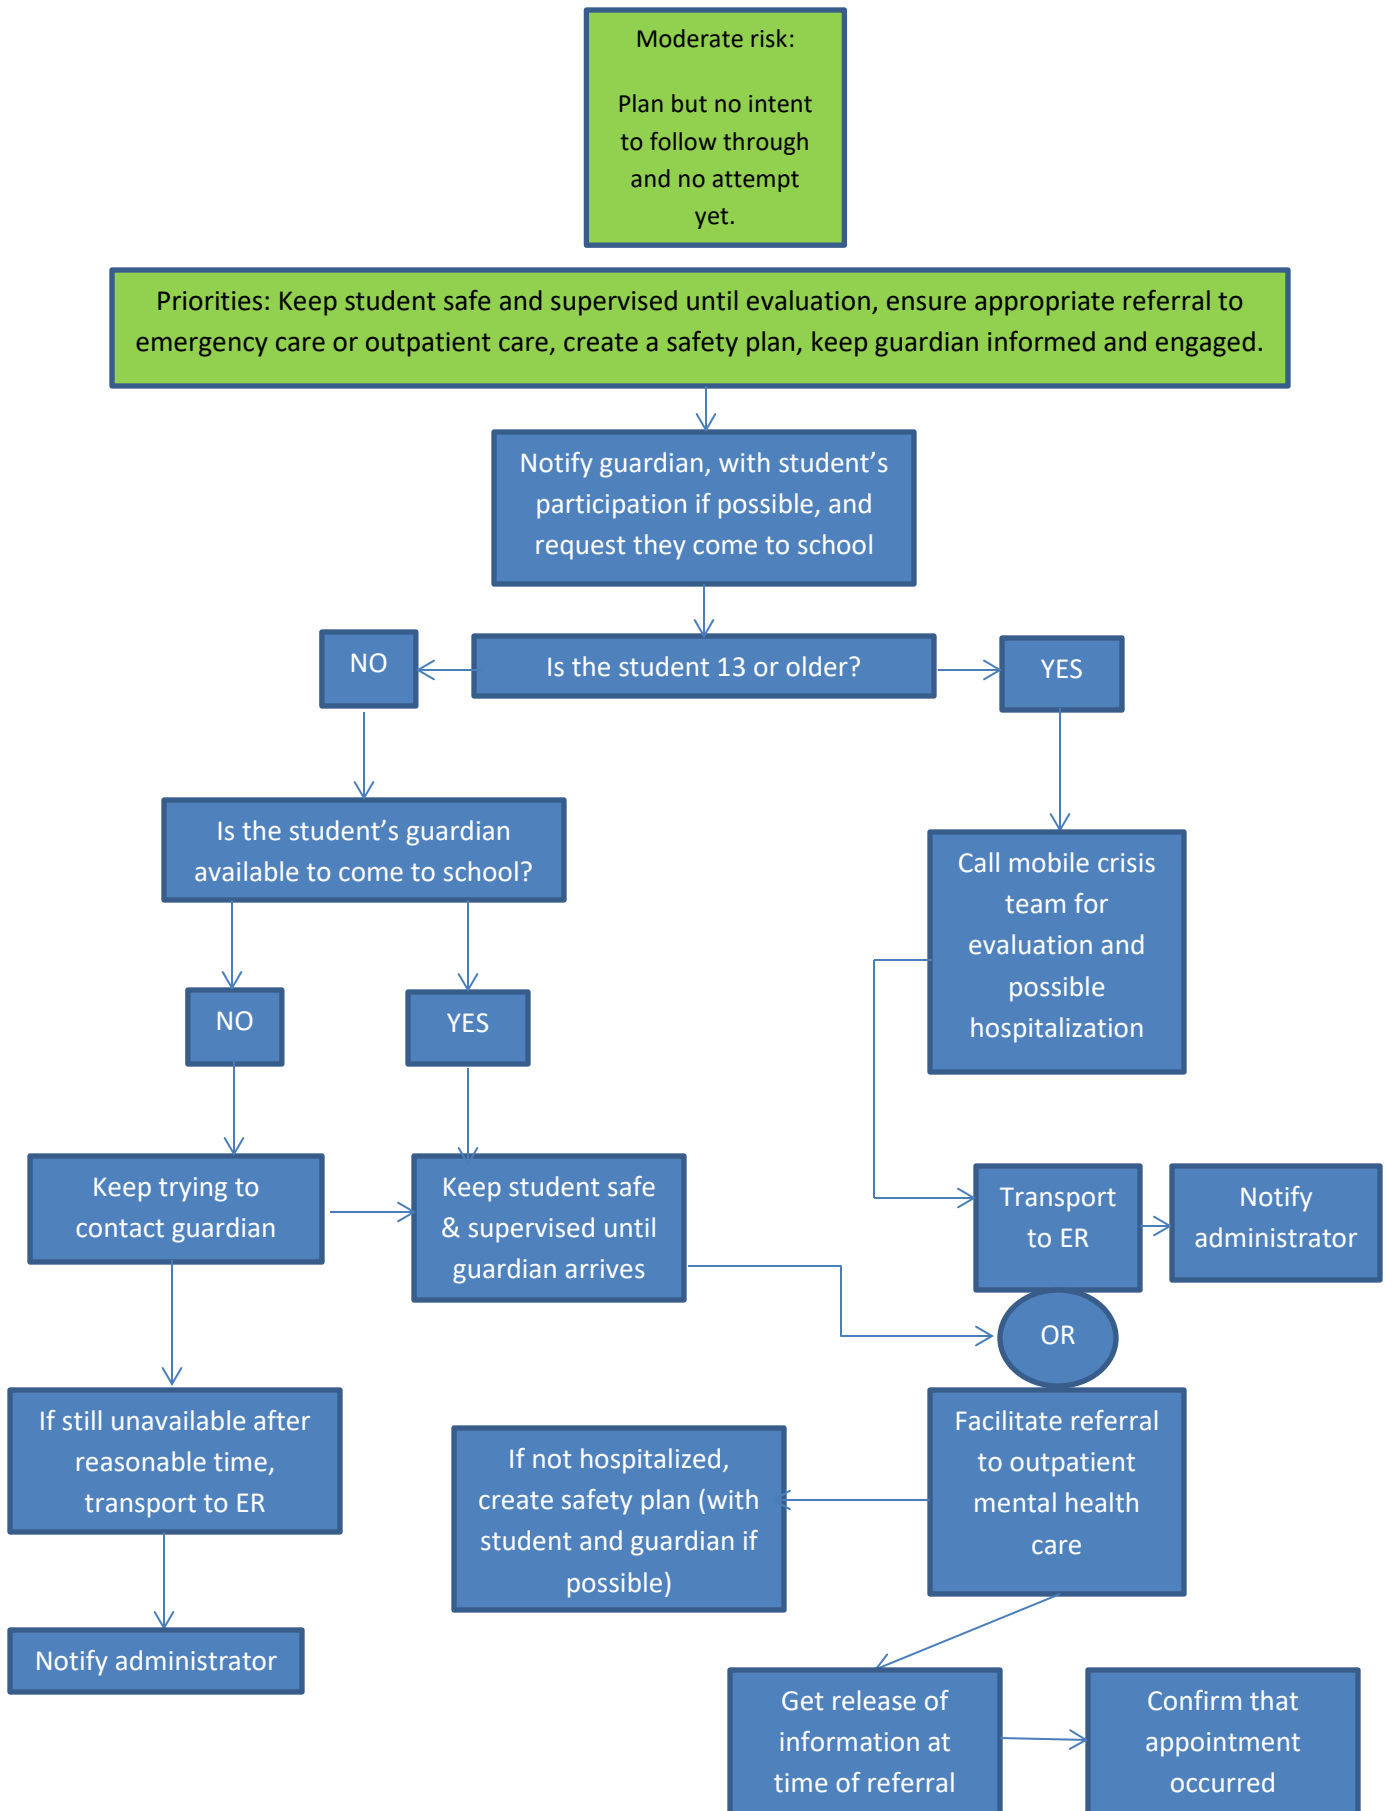 Moderate risk:
Plan but no intent
to follow through
and no attempt
yet.
Priorities: Keep student safe and supervised until evaluation, ensure appropriate referral to
emergency care or outpatient care, create a safety plan, keep guardian informed and engaged.
Notify guardian, with student’s
participation if possible, and
request they come to school
Is the student 13 or older?
NO
YES
Is the student’s guardian
available to come to school?
Call mobile crisis
team for
evaluation and
possible
hospitalization
NO
YES
Keep trying to
contact guardian
Keep student safe
& supervised until
guardian arrives
Transport
to ER
Notify
administrator
OR
If still unavailable after
reasonable time,
transport to ER
If not hospitalized,
create safety plan (with
student and guardian if
possible)
Facilitate referral
to outpatient
mental health
care
Notify administrator
Get release of
information at
time of referral
Confirm that
appointment
occurred